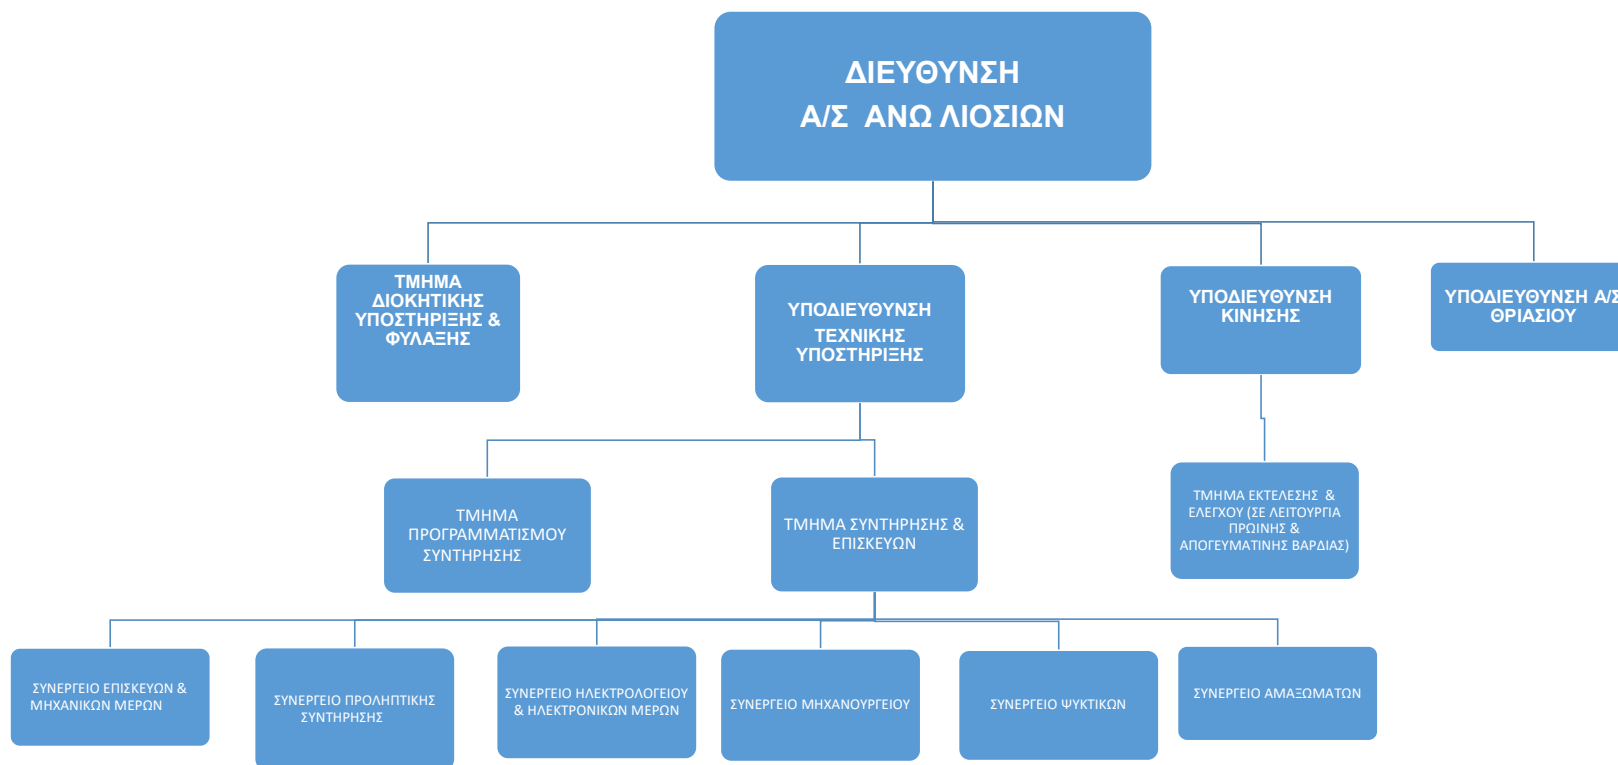 ΔΙΕΥΘΥΝΣΗ
Α/Σ ΑΝΩ ΛΙΟΣΙΩΝ
ΤΜΗΜΑ
ΔΙΟΚΗΤΙΚΗΣ
ΥΠΟΣΤΗΡΙΞΗΣ &
ΦΥΛΑΞΗΣ
ΥΠΟΔΙΕΥΘΥΝΣΗ
ΤΕΧΝΙΚΗΣ
ΥΠΟΣΤΗΡΙΞΗΣ
ΥΠΟΔΙΕΥΘΥΝΣΗ
ΚΙΝΗΣΗΣ
ΥΠΟΔΙΕΥΘΥΝΣΗ Α/Σ
ΘΡΙΑΣΙΟΥ
ΤΜΗΜΑ
ΠΡΟΓΡΑΜΜΑΤΙΣΜΟΥ
ΣΥΝΤΗΡΗΣΗΣ
ΤΜΗΜΑ ΣΥΝΤΗΡΗΣΗΣ &
ΕΠΙΣΚΕΥΩΝ
ΤΜΗΜΑ ΕΚΤΕΛΕΣΗΣ &
ΕΛΕΓΧΟΥ (ΣΕ ΛΕΙΤΟΥΡΓΙΑ
ΠΡΩΙΝΗΣ &
ΑΠΟΓΕΥΜΑΤΙΝΗΣ ΒΑΡΔΙΑΣ)
ΣΥΝΕΡΓΕΙΟ ΕΠΙΣΚΕΥΩΝ &
ΜΗΧΑΝΙΚΩΝ ΜΕΡΩΝ
ΣΥΝΕΡΓΕΙΟ ΠΡΟΛΗΠΤΙΚΗΣ
ΣΥΝΤΗΡΗΣΗΣ
ΣΥΝΕΡΓΕΙΟ ΗΛΕΚΤΡΟΛΟΓΕΙΟΥ
& ΗΛΕΚΤΡΟΝΙΚΩΝ ΜΕΡΩΝ
ΣΥΝΕΡΓΕΙΟ ΜΗΧΑΝΟΥΡΓΕΙΟΥ
ΣΥΝΕΡΓΕΙΟ ΨΥΚΤΙΚΩΝ
ΣΥΝΕΡΓΕΙΟ ΑΜΑΞΩΜΑΤΩΝ